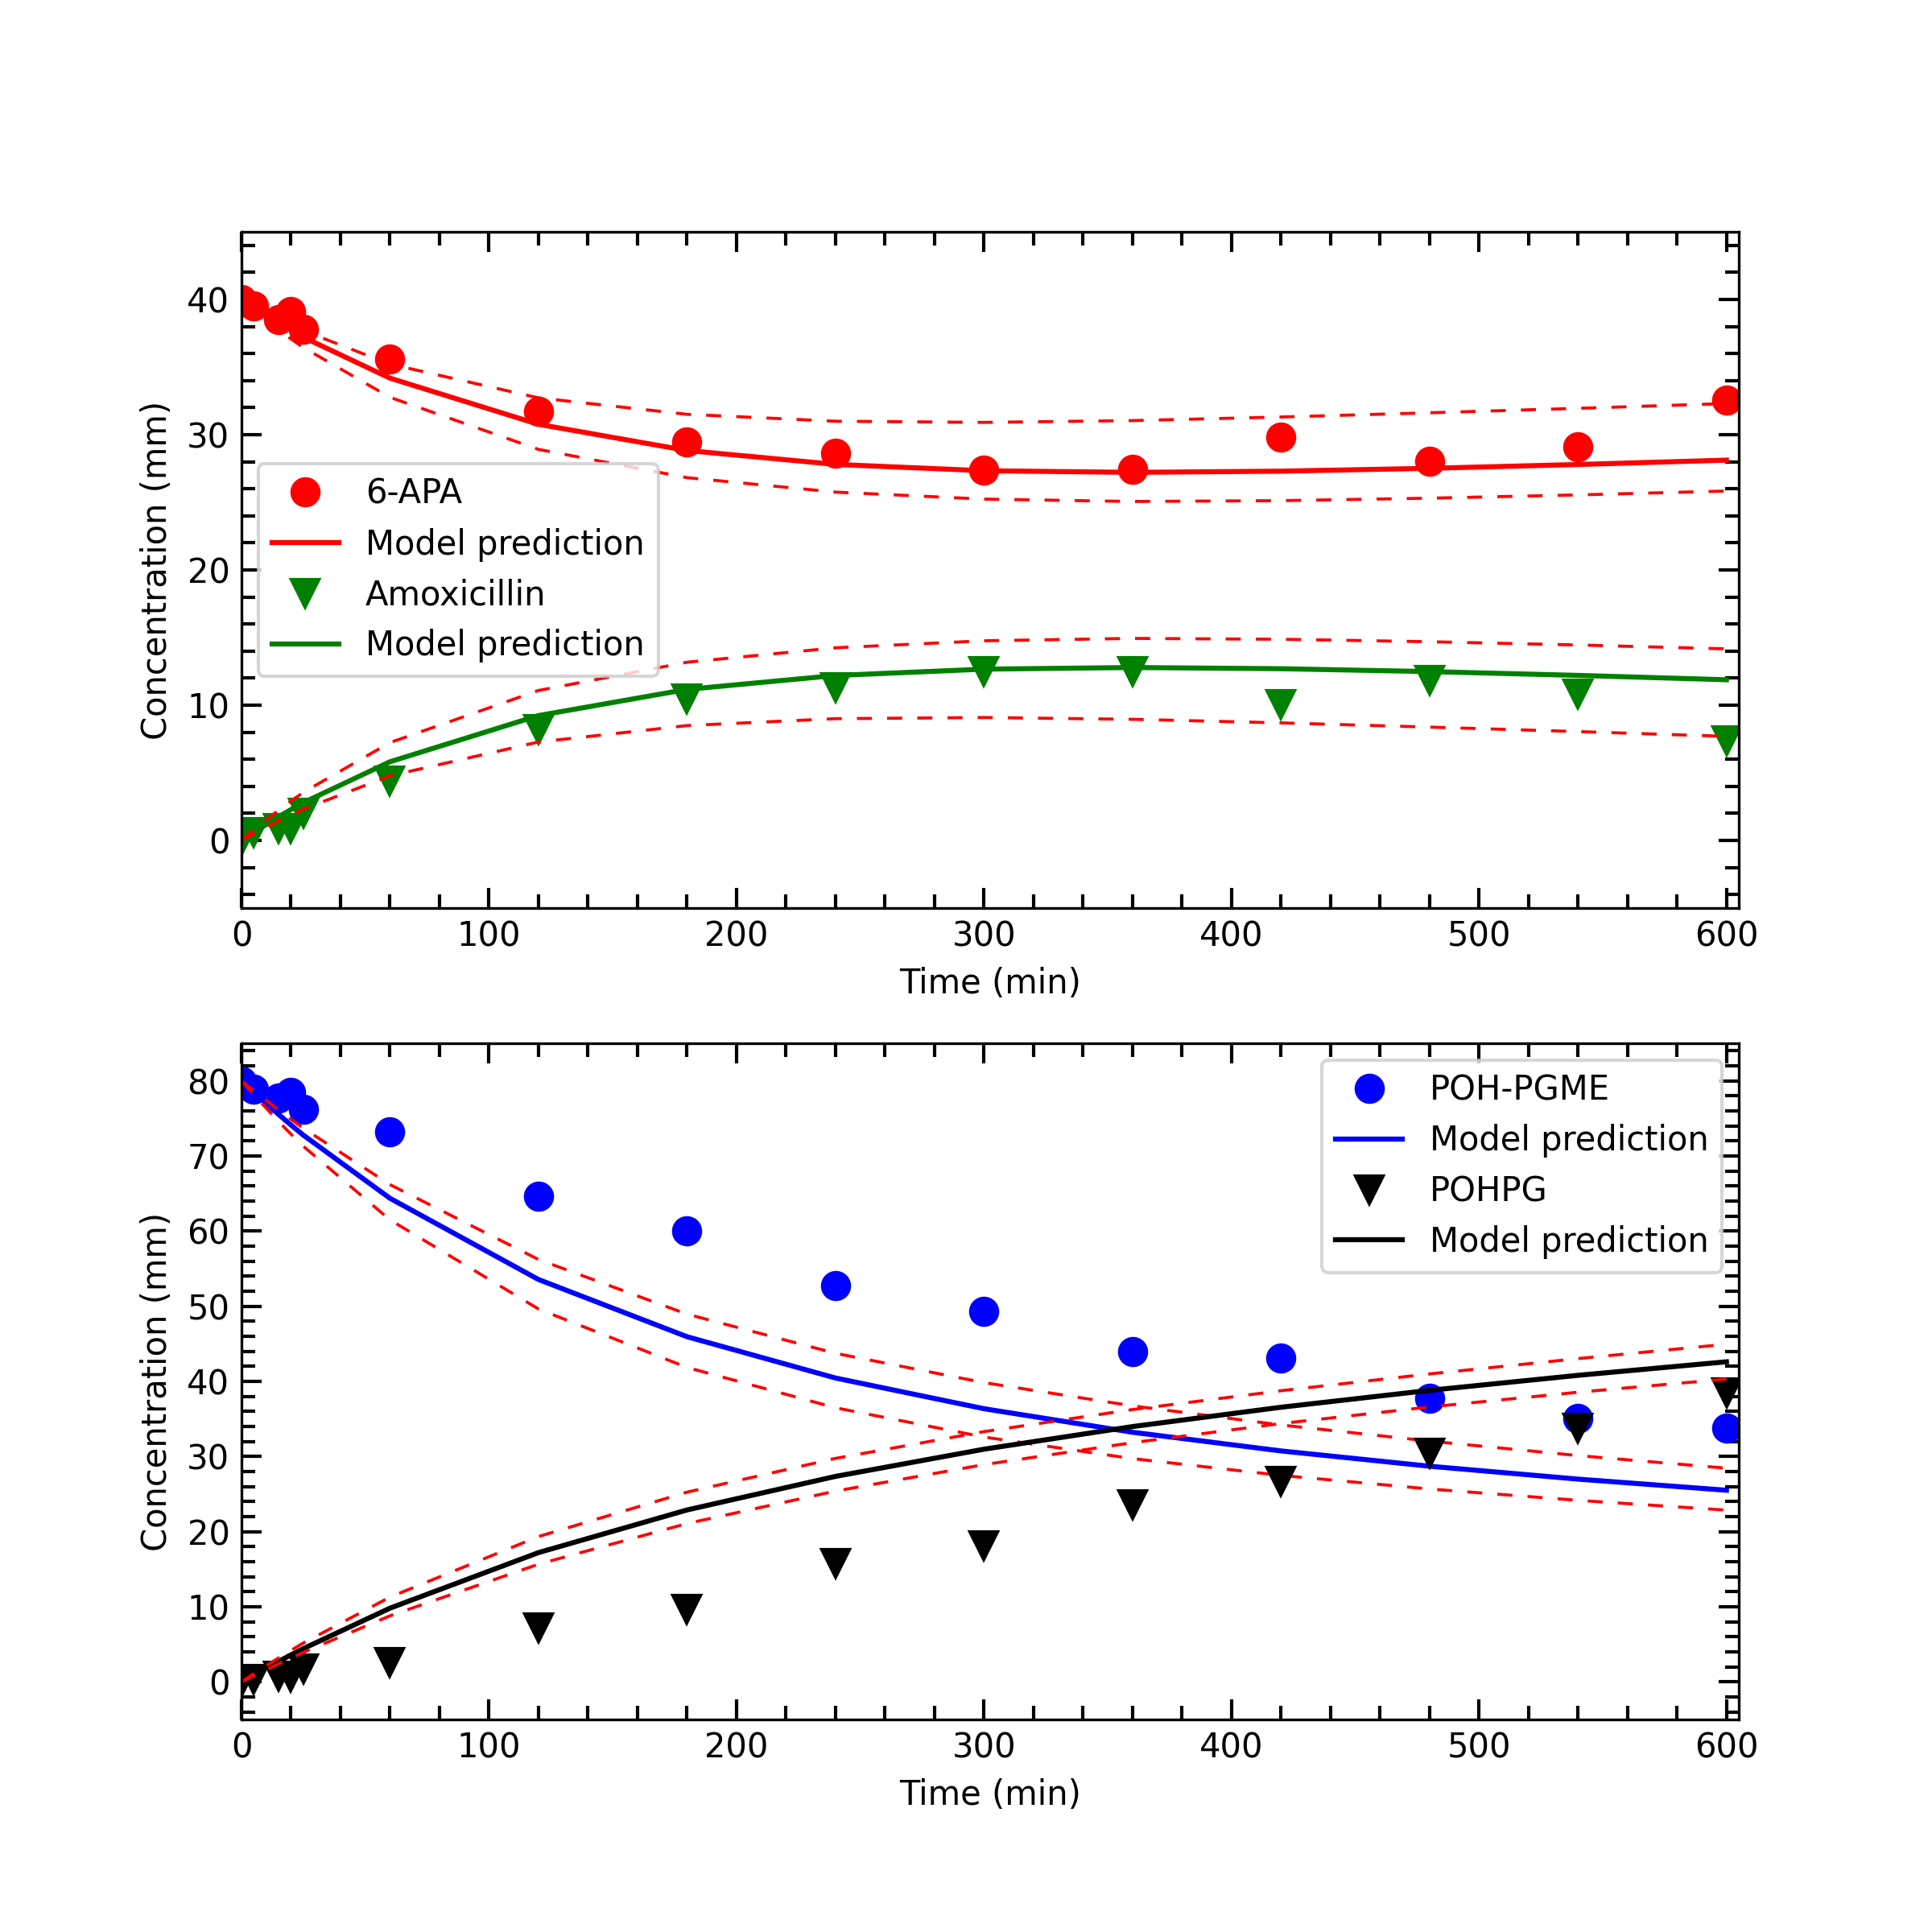 40
30
20
10
0
Concentration (mm)
6-APA
Model prediction
Amoxicillin
Model prediction
0 100 200 300 400 500 600
Time (min)
80
70
60
50
40
30
20
10
0
Concentration (mm)
POH-PGME
Model prediction
POHPG
Model prediction
0 100 200 300 400 500 600
Time (min)